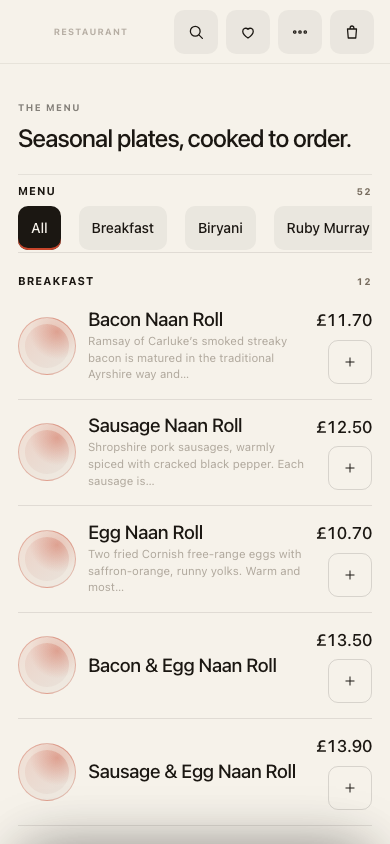 RESTAURANT
THE MENU
Seasonal plates, cooked to order.
MENU 52
All Breakfast Biryani Ruby Murray
BREAKFAST 12
Bacon Naan Roll £11.70
Ramsay of Carluke's smoked streaky
bacon is matured in the traditional
Ayrshire way and...
+
Sausage Naan Roll £12.50
Shropshire pork sausages, warmly
spiced with cracked black pepper. Each
sausage is...
+
Egg Naan Roll £10.70
Two fried Cornish free-range eggs with
saffron-orange, runny yolks. Warm and
most...
+
£13.50
Bacon & Egg Naan Roll
+
£13.90
Sausage & Egg Naan Roll
+